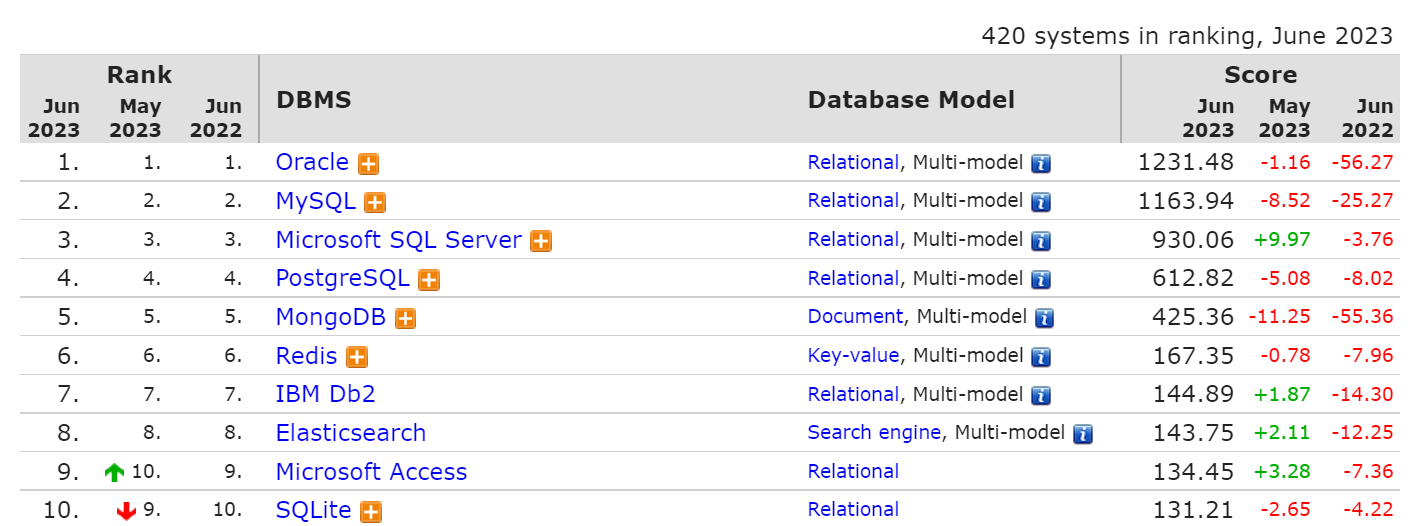 420 systems in ranking, June 2023
Rank DBMS Database Model Score
Jun 2023 May 2023 Jun 2022 Jun 2023 May 2023 Jun 2022
1. 1. 1. Oracle Relational, Multi-model 1231.48 -1.16 -56.27
2. 2. 2. MySQL Relational, Multi-model 1163.94 -8.52 -25.27
3. 3. 3. Microsoft SQL Server Relational, Multi-model 930.06 +9.97 -3.76
4. 4. 4. PostgreSQL Relational, Multi-model 612.82 -5.08 -8.02
5. 5. 5. MongoDB Document, Multi-model 425.36 -11.25 -55.36
6. 6. 6. Redis Key-value, Multi-model 167.35 -0.78 -7.96
7. 7. 7. IBM Db2 Relational, Multi-model 144.89 +1.87 -14.30
8. 8. 8. Elasticsearch Search engine, Multi-model 143.75 +2.11 -12.25
9. 10. 9. Microsoft Access Relational 134.45 +3.28 -7.36
10. 9. 10. SQLite Relational 131.21 -2.65 -4.22